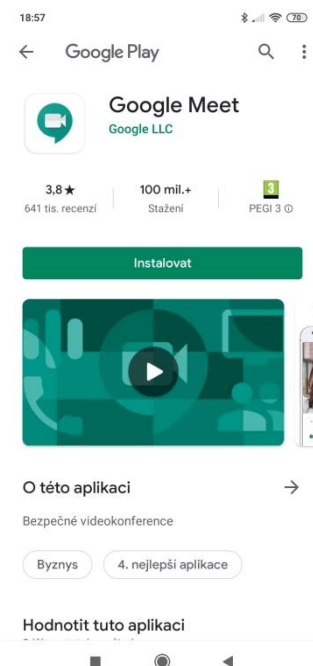 18:57
70
Google Play
Google Meet
Google LLC
3,8★
641 tis. recenzí
100 mil.+
Stažení
3
PEGI 3 ⓘ
Instalovat
O této aplikaci
Bezpečné videokonference
Byznys
4. nejlepší aplikace
Hodnotit tuto aplikaci